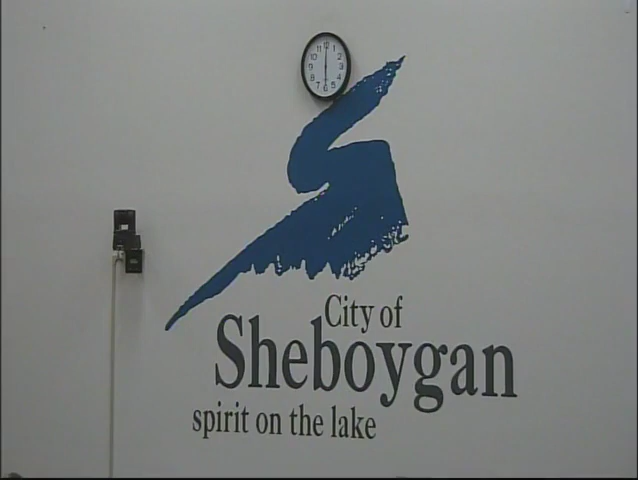 City of
Sheboygan
spirit on the lake